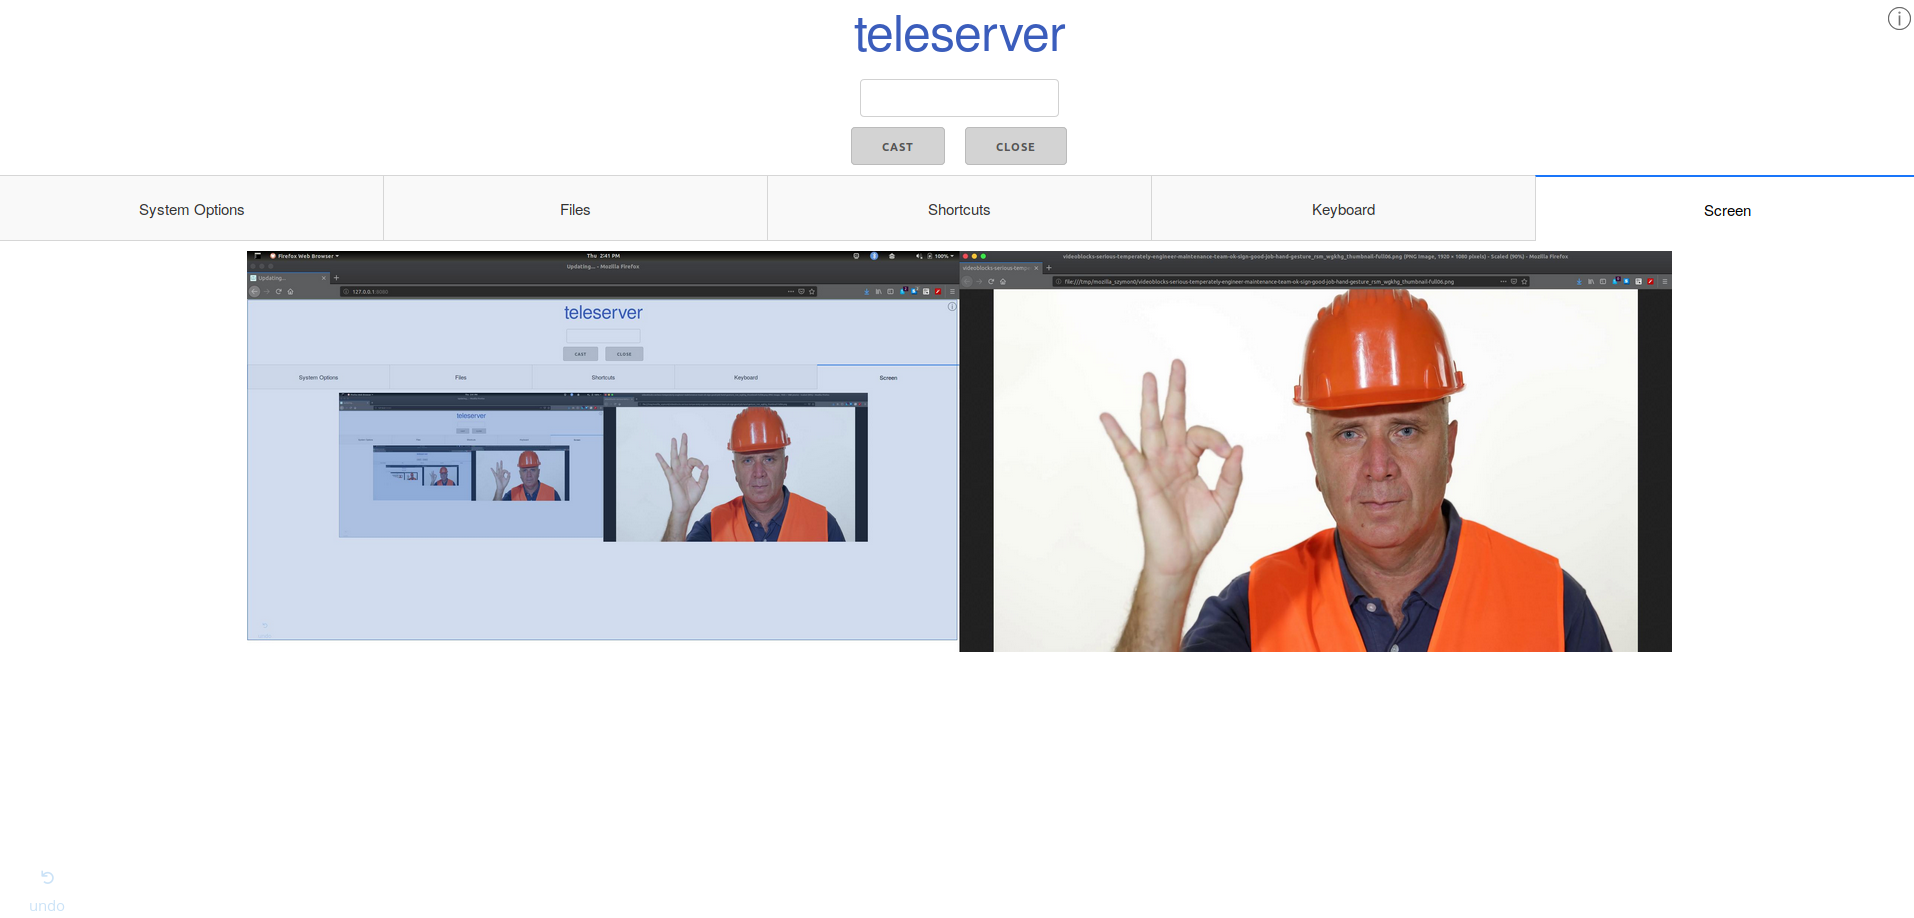 teleserver
CAST CLOSE
System Options Files Shortcuts Keyboard Screen
Firefox Web Browser Thu 2:41 PM 100%
Updating... - Mozilla Firefox
Updating...
127.0.0.1:8080
teleserver
CAST CLOSE
System Options Files Shortcuts Keyboard Screen
teleserver
videoblocks-serious-temperately-engineer-maintenance-team-ok-sign-good-job-hand-gesture_rsm_wgkhg_thumbnail-full06.png (PNG Image, 1920 × 1080 pixels) - Scaled (90%) - Mozilla Firefox
videoblocks-serious-temp
file:///tmp/mozilla_szymon0/videoblocks-serious-temperately-engineer-maintenance-team-ok-sign-good-job-hand-gesture_rsm_wgkhg_thumbnail-full06.png
undo